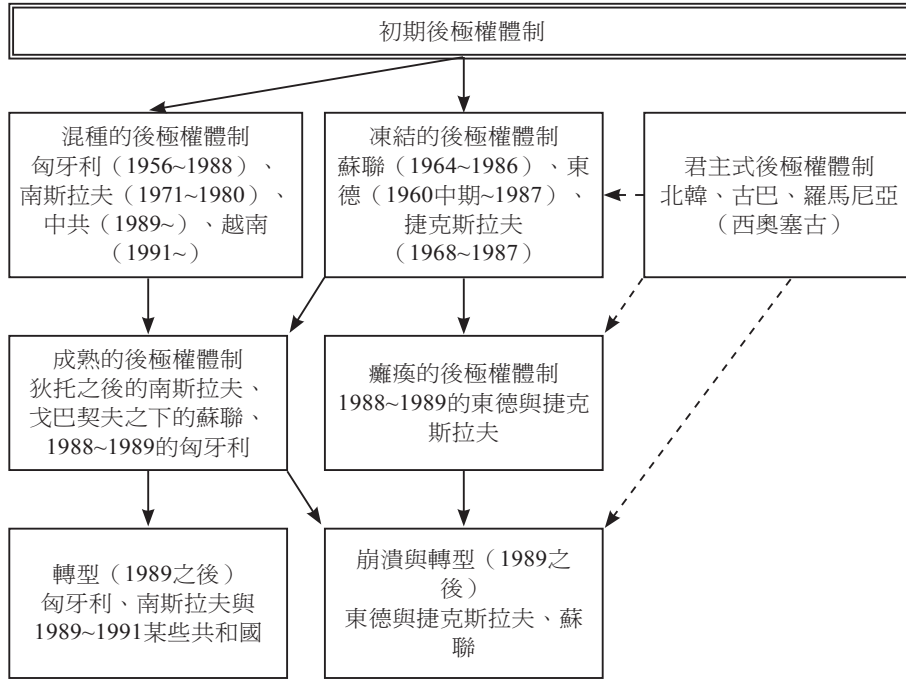 初期後極權體制
混種的後極權體制
匈牙利（1956~1988）、
南斯拉夫（1971~1980）、
中共（1989~）、越南
（1991~）
凍結的後極權體制
蘇聯（1964~1986）、東
德（1960中期~1987）、
捷克斯拉夫
（1968~1987）
君主式後極權體制
北韓、古巴、羅馬尼亞
（西奧塞古）
成熟的後極權體制
狄托之後的南斯拉夫、
戈巴契夫之下的蘇聯、
1988~1989的匈牙利
癱瘓的後極權體制
1988~1989的東德與捷克
斯拉夫
轉型（1989之後）
匈牙利、南斯拉夫與
1989~1991某些共和國
崩潰與轉型（1989之
後）
東德與捷克斯拉夫、蘇
聯